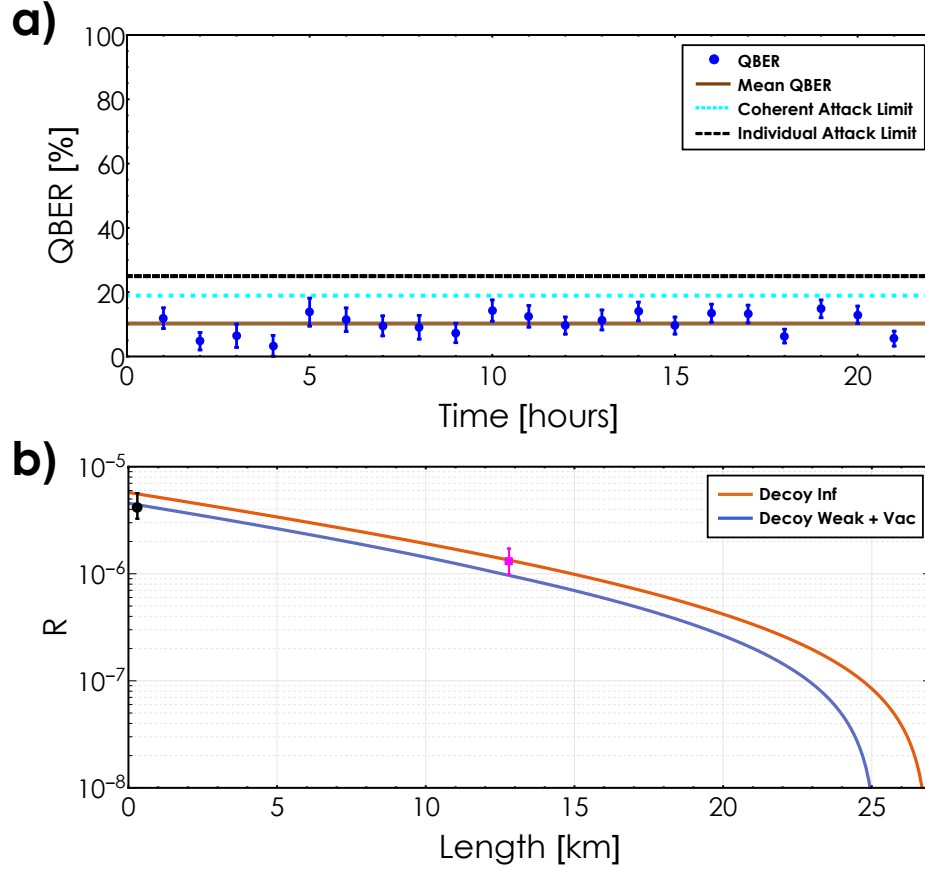 a)
100
80
60
40
20
0
QBER [%]
QBER
Mean QBER
Coherent Attack Limit
Individual Attack Limit
0 5 10 15 20
Time [hours]
b)
10⁻⁵
10⁻⁶
10⁻⁷
10⁻⁸
R
Decoy Inf
Decoy Weak + Vac
0 5 10 15 20 25
Length [km]